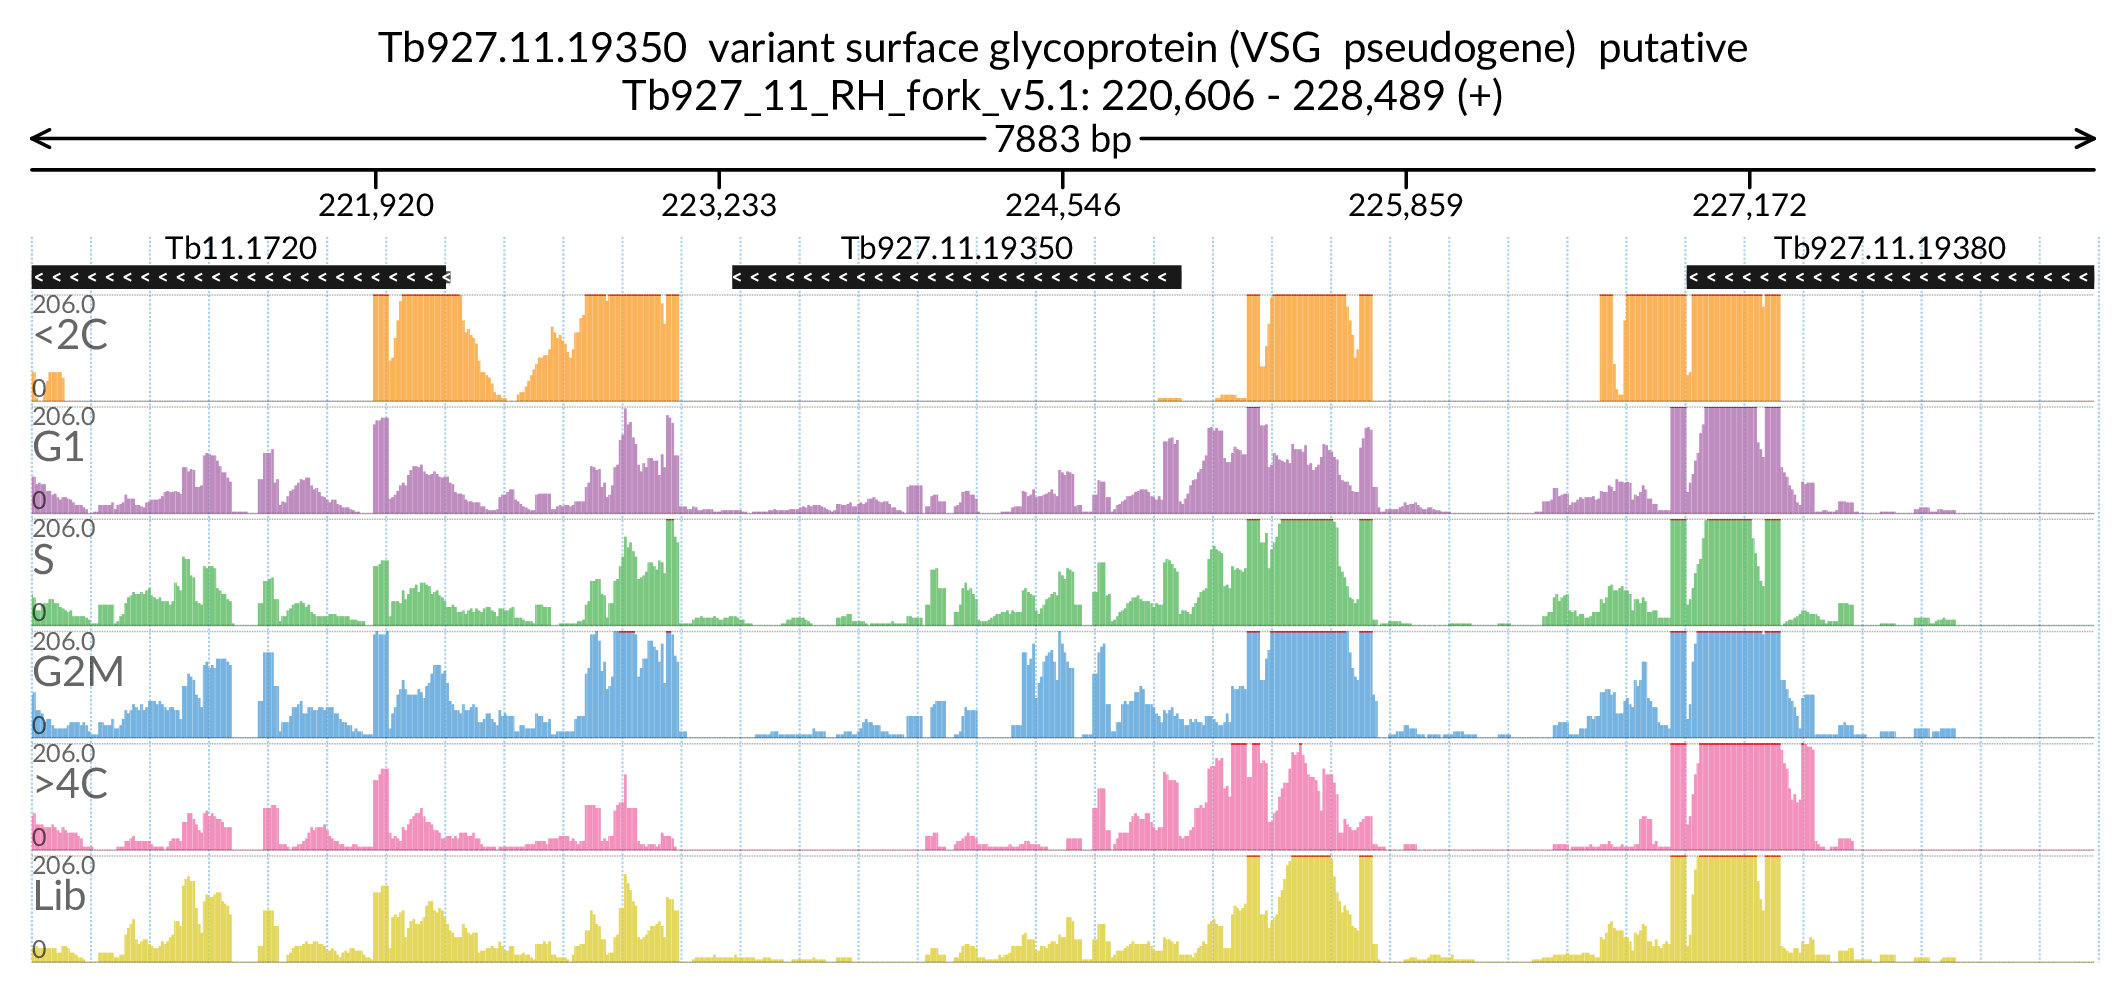 Tb927.11.19350 variant surface glycoprotein (VSG pseudogene) putative
Tb927_11_RH_fork_v5.1: 220,606 - 228,489 (+)
7883 bp
221,920 223,233 224,546 225,859 227,172
Tb11.1720 Tb927.11.19350 Tb927.11.19380
206.0
<2C
0
206.0
G1
0
206.0
S
0
206.0
G2M
0
206.0
>4C
0
206.0
Lib
0